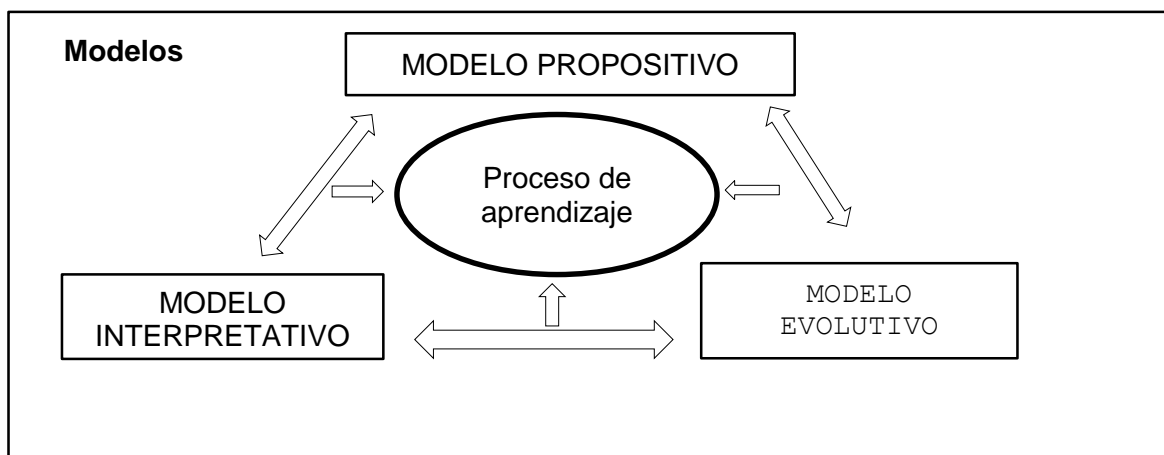 Modelos
MODELO PROPOSITIVO
Proceso de
aprendizaje
MODELO
INTERPRETATIVO
MODELO
EVOLUTIVO